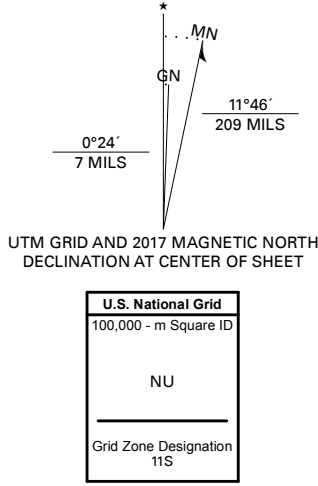 ★
MN
GN
0°24´
7 MILS
11°46´
209 MILS
UTM GRID AND 2017 MAGNETIC NORTH
DECLINATION AT CENTER OF SHEET
U.S. National Grid
100,000 - m Square ID
NU
Grid Zone Designation
11S